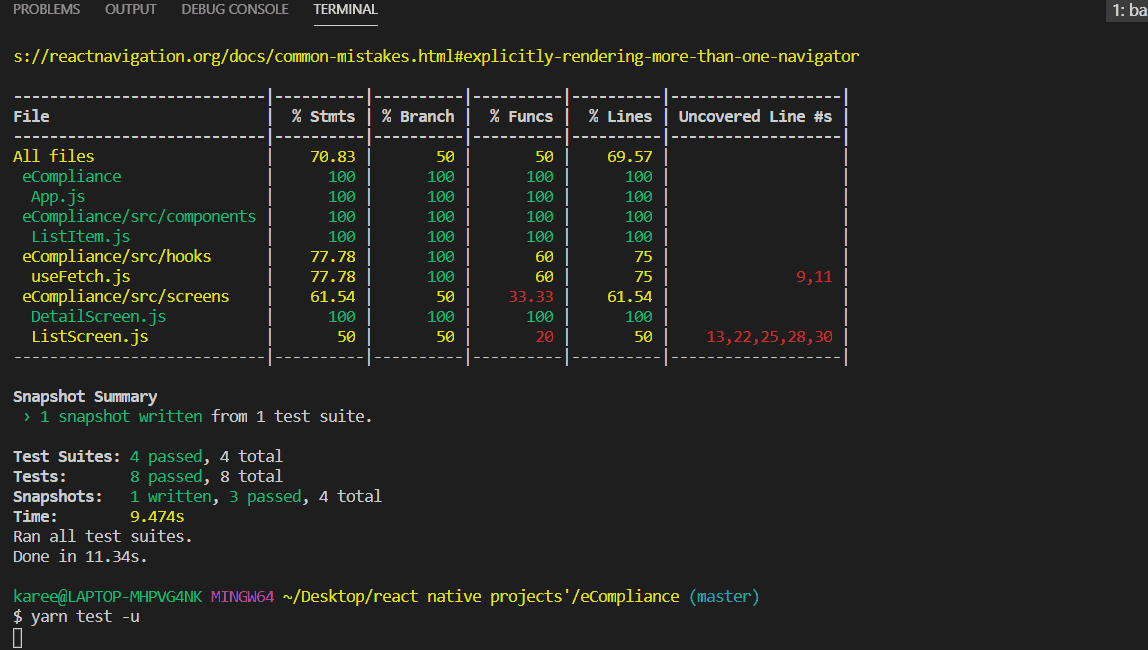 PROBLEMS OUTPUT DEBUG CONSOLE TERMINAL 1: ba
s://reactnavigation.org/docs/common-mistakes.html#explicitly-rendering-more-than-one-navigator
----------------------------|----------|----------|----------|----------|-------------------|
File | % Stmts | % Branch | % Funcs | % Lines | Uncovered Line #s |
----------------------------|----------|----------|----------|----------|-------------------|
All files | 70.83 | 50 | 50 | 69.57 | |
eCompliance | 100 | 100 | 100 | 100 | |
App.js | 100 | 100 | 100 | 100 | |
eCompliance/src/components | 100 | 100 | 100 | 100 | |
ListItem.js | 100 | 100 | 100 | 100 | |
eCompliance/src/hooks | 77.78 | 100 | 60 | 75 | |
useFetch.js | 77.78 | 100 | 60 | 75 | 9,11 |
eCompliance/src/screens | 61.54 | 50 | 33.33 | 61.54 | |
DetailScreen.js | 100 | 100 | 100 | 100 | |
ListScreen.js | 50 | 50 | 20 | 50 | 13,22,25,28,30 |
----------------------------|----------|----------|----------|----------|-------------------|
Snapshot Summary
› 1 snapshot written from 1 test suite.
Test Suites: 4 passed, 4 total
Tests: 8 passed, 8 total
Snapshots: 1 written, 3 passed, 4 total
Time: 9.474s
Ran all test suites.
Done in 11.34s.
karee@LAPTOP-MHPVG4NK MINGW64 ~/Desktop/react native projects'/eCompliance (master)
$ yarn test -u